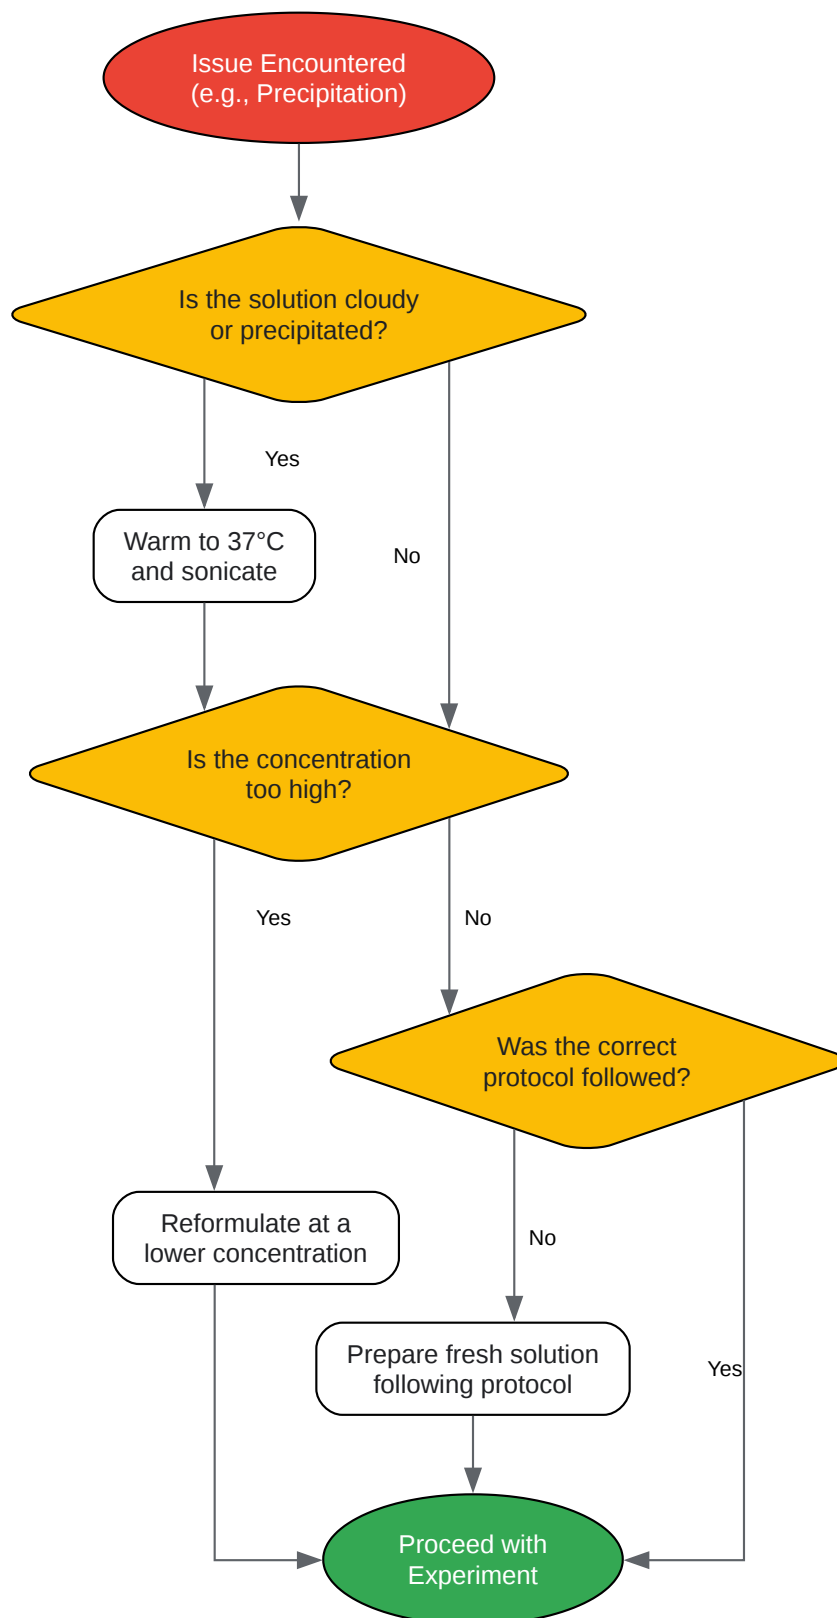 Issue Encountered
(e.g., Precipitation)
Is the solution cloudy
or precipitated?
Yes
Warm to 37°C
and sonicate
No
Is the concentration
too high?
Yes
No
Was the correct
protocol followed?
Reformulate at a
lower concentration
No
Prepare fresh solution
following protocol
Yes
Proceed with
Experiment